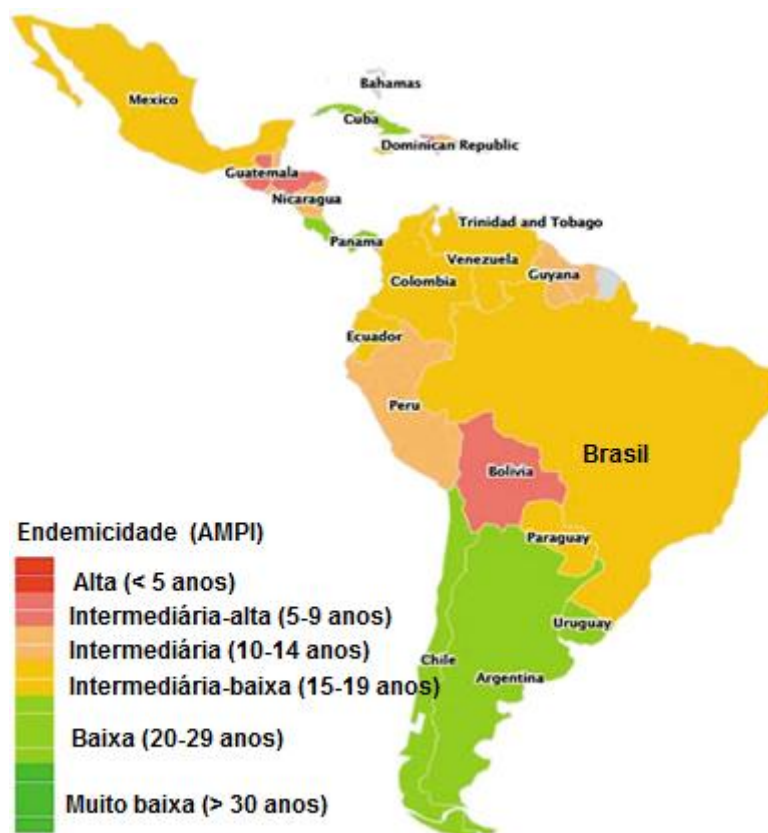 Bahamas
Mexico
Cuba
Dominican Republic
Guatemala
Nicaragua
Trinidad and Tobago
Panama
Venezuela
Guyana
Colombia
Ecuador
Peru
Brasil
Bolivia
Paraguay
Uruguay
Chile
Argentina
Endemicidade (AMPI)
Alta (< 5 anos)
Intermediária-alta (5-9 anos)
Intermediária (10-14 anos)
Intermediária-baixa (15-19 anos)
Baixa (20-29 anos)
Muito baixa (> 30 anos)